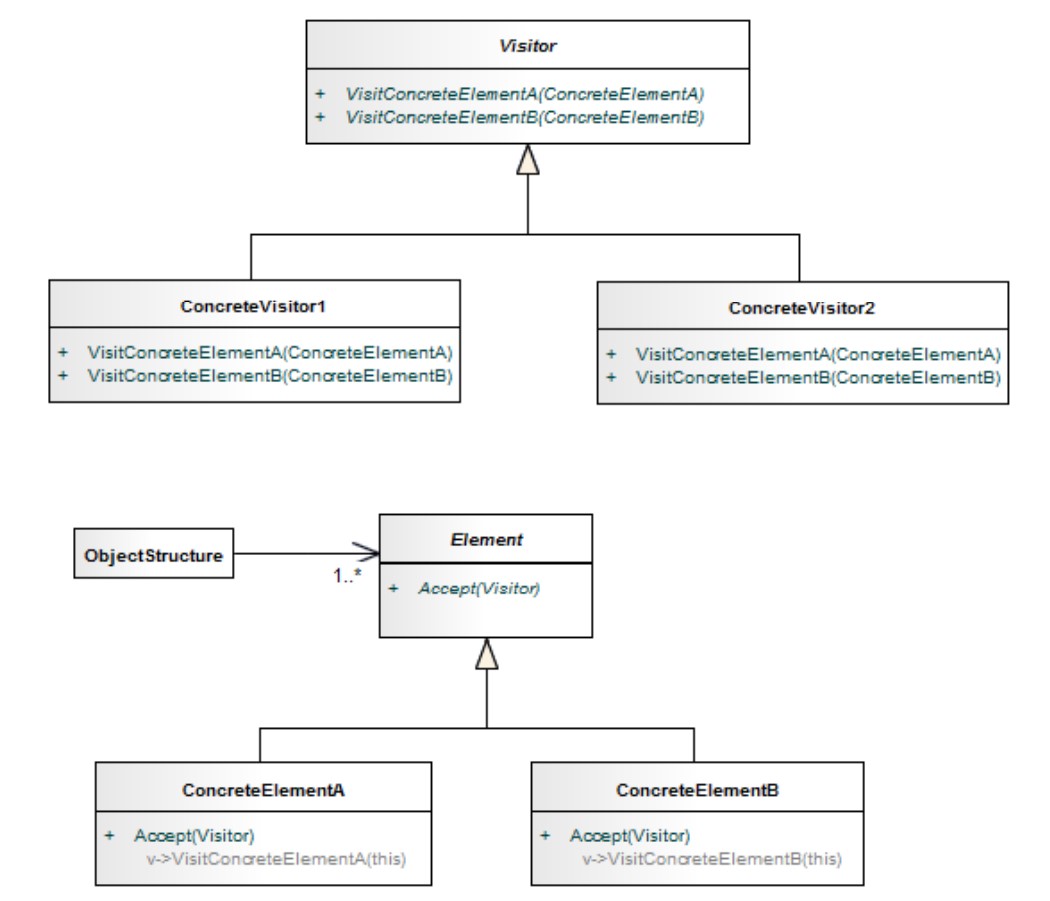 Visitor
+ VisitConcreteElementA(ConcreteElementA)
+ VisitConcreteElementB(ConcreteElementB)
ConcreteVisitor1
+ VisitConcreteElementA(ConcreteElementA)
+ VisitConcreteElementB(ConcreteElementB)
ConcreteVisitor2
+ VisitConcreteElementA(ConcreteElementA)
+ VisitConcreteElementB(ConcreteElementB)
ObjectStructure
1..*
Element
+ Accept(Visitor)
ConcreteElementA
+ Accept(Visitor)
v->VisitConcreteElementA(this)
ConcreteElementB
+ Accept(Visitor)
v->VisitConcreteElementB(this)